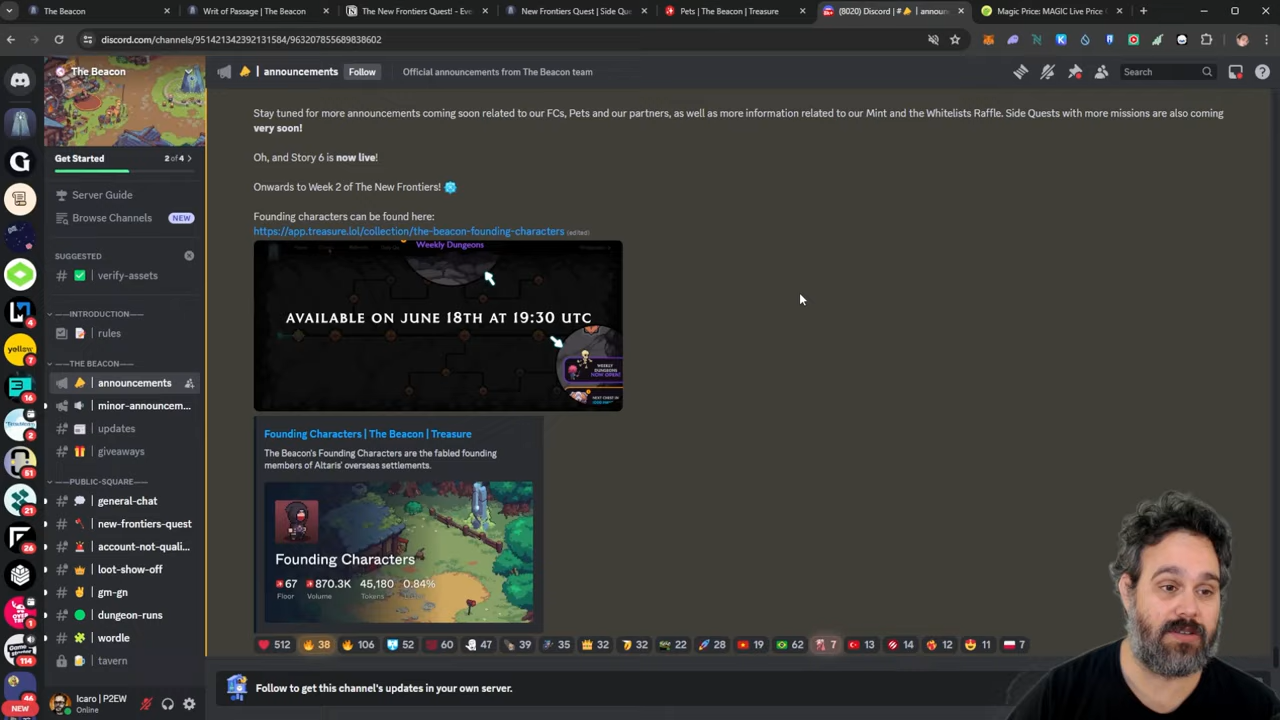 The Beacon
Writ of Passage | The Beacon
The New Frontiers Quest! - Evo
New Frontiers Quest | Side Qu
Pets | The Beacon | Treasure
(8020) Discord | # announ
Magic Price: MAGIC Live Price
discord.com/channels/951421342392131584/963207855689838602
The Beacon
announcements
Follow
Official announcements from The Beacon team
Search
Get Started
2 of 4
Server Guide
Browse Channels
NEW
SUGGESTED
verify-assets
INTRODUCTION
rules
THE BEACON
announcements
minor-announcem...
updates
giveaways
PUBLIC-SQUARE
general-chat
new-frontiers-quest
account-not-quali...
loot-show-off
gm-gn
dungeon-runs
wordle
tavern
Icaro | P2EW
Online
NEW
Stay tuned for more announcements coming soon related to our FCs, Pets and our partners, as well as more information related to our Mint and the Whitelists Raffle. Side Quests with more missions are also coming
very soon!
Oh, and Story 6 is now live!
Onwards to Week 2 of The New Frontiers!
Founding characters can be found here:
https://app.treasure.lol/collection/the-beacon-founding-characters (edited)
Weekly Dungeons
AVAILABLE ON JUNE 18TH AT 19:30 UTC
WEEKLY
DUNGEONS
NOW OPEN!
Founding Characters | The Beacon | Treasure
The Beacon's Founding Characters are the fabled founding
members of Altaris' overseas settlements.
Founding Characters
67 870.3K 45,180 0.84%
Floor Volume Tokens
512 38 106 52 60 47 39 35 32 32 22 28 19 62 7 13 14 12 11 7
Follow to get this channel's updates in your own server.